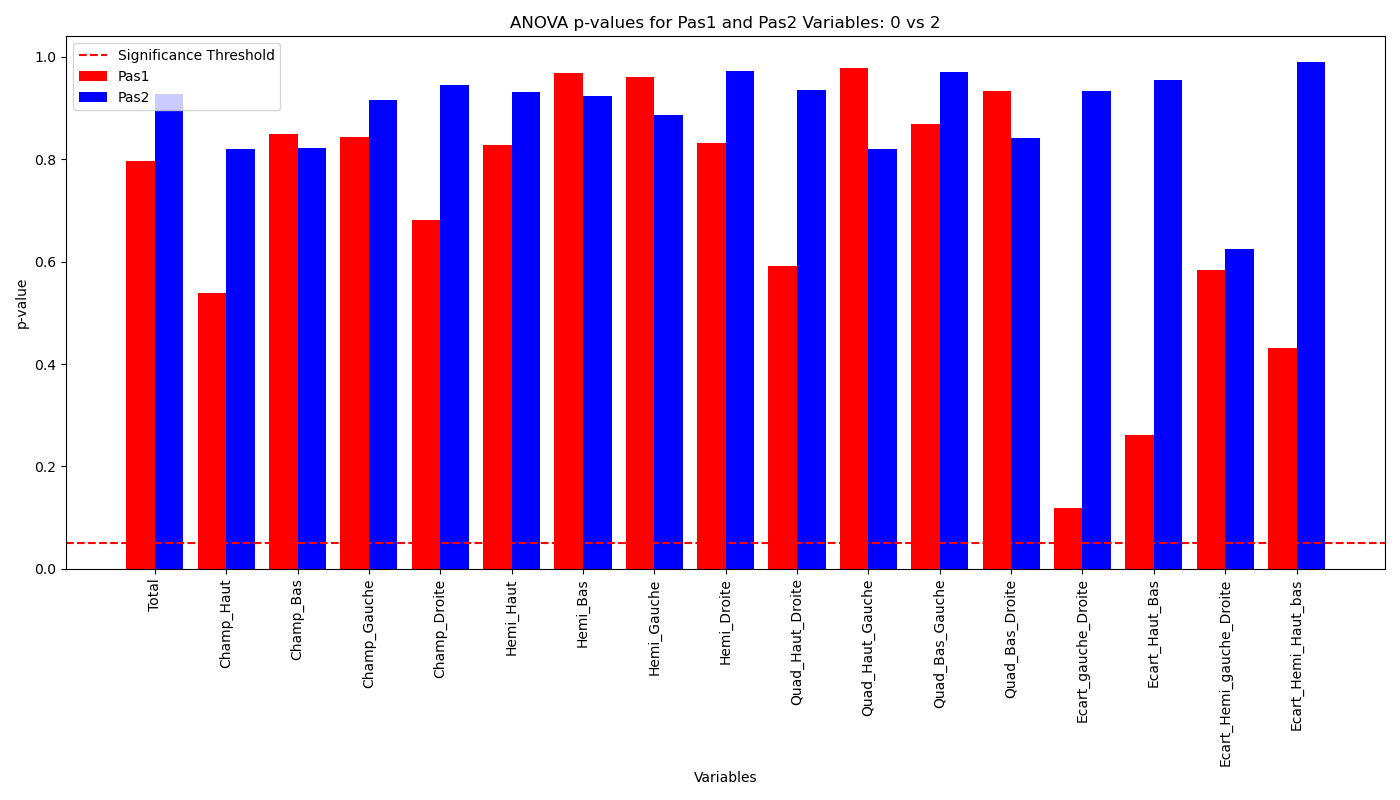 ANOVA p-values for Pas1 and Pas2 Variables: 0 vs 2
Significance Threshold
Pas1
Pas2
p-value
1.0
0.8
0.6
0.4
0.2
0.0
Total
Champ_Haut
Champ_Bas
Champ_Gauche
Champ_Droite
Hemi_Haut
Hemi_Bas
Hemi_Gauche
Hemi_Droite
Quad_Haut_Droite
Quad_Haut_Gauche
Quad_Bas_Gauche
Quad_Bas_Droite
Ecart_gauche_Droite
Ecart_Haut_Bas
Ecart_Hemi_gauche_Droite
Ecart_Hemi_Haut_bas
Variables